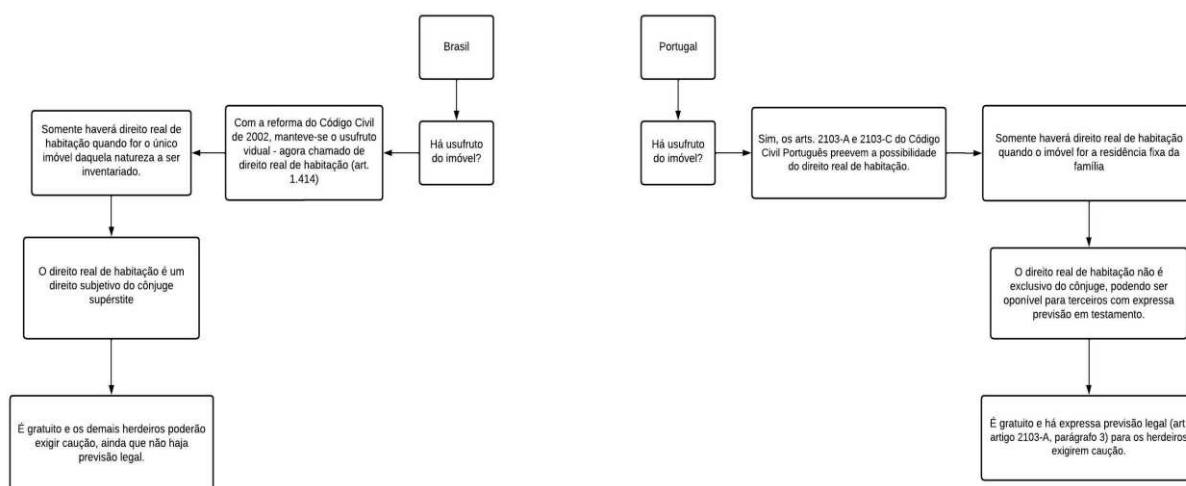 Brasil
Há usufruto
do imóvel?
Com a reforma do Código Civil
de 2002, manteve-se o usufruto
vidual - agora chamado de
direito real de habitação (art.
1.414)
Somente haverá direito real de
habitação quando for o único
imóvel daquela natureza a ser
inventariado.
O direito real de habitação é um
direito subjetivo do cônjuge
supérstite
É gratuito e os demais herdeiros poderão
exigir caução, ainda que não haja
previsão legal.
Portugal
Há usufruto
do imóvel?
Sim, os arts. 2103-A e 2103-C do Código
Civil Português preevem a possibilidade
do direito real de habitação.
Somente haverá direito real de habitação
quando o imóvel for a residência fixa da
família
O direito real de habitação não é
exclusivo do cônjuge, podendo ser
oponível para terceiros com expressa
previsão em testamento.
É gratuito e há expressa previsão legal (art
artigo 2103-A, parágrafo 3) para os herdeiros
exigirem caução.